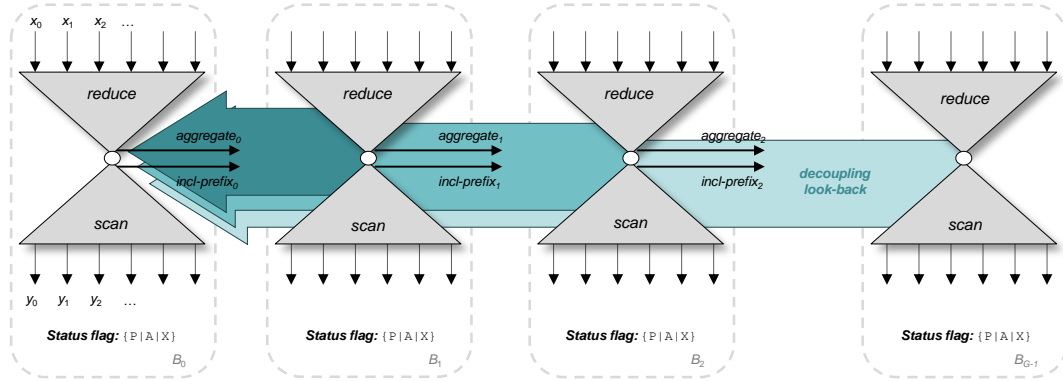 x0 x1 x2 ...
reduce reduce reduce reduce
aggregate0 aggregate1 aggregate2
incl-prefix0 incl-prefix1 incl-prefix2
decoupling
look-back
scan scan scan scan
y0 y1 y2 ...
Status flag: {P|A|X} Status flag: {P|A|X} Status flag: {P|A|X} Status flag: {P|A|X}
B0 B1 B2 BG-1